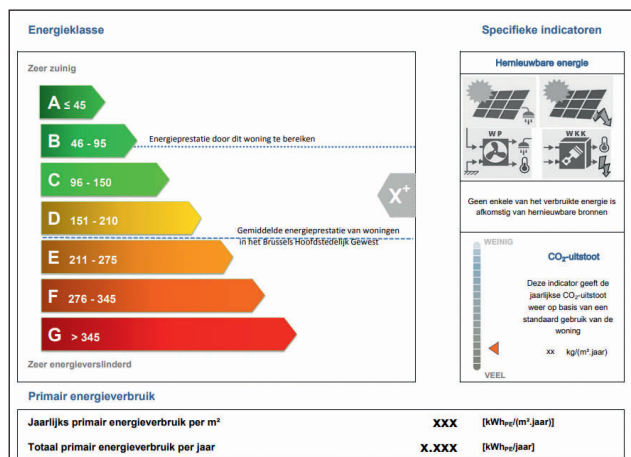 Energieklasse
Specifieke indicatoren
Zeer zuinig
A ≤ 45
B 46 - 95
Energieprestatie door dit woning te bereiken
C 96 - 150
X⁺
D 151 - 210
Gemiddelde energieprestatie van woningen
in het Brussels Hoofdstedelijk Gewest
E 211 - 275
F 276 - 345
G > 345
Zeer energieverslinderd
Hernieuwbare energie
WP
WKK
Geen enkele van het verbruikte energie is
afkomstig van hernieuwbare bronnen
WEINIG
CO₂-uitstoot
Deze indicator geeft de
jaarlijkse CO₂-uitstoot
weer op basis van een
standaard gebruik van de
woning
xx kg/(m².jaar)
VEEL
Primair energieverbruik
Jaarlijks primair energieverbruik per m² xxx [kWhPE/(m².jaar)]
Totaal primair energieverbruik per jaar x.xxx [kWhPE/jaar]